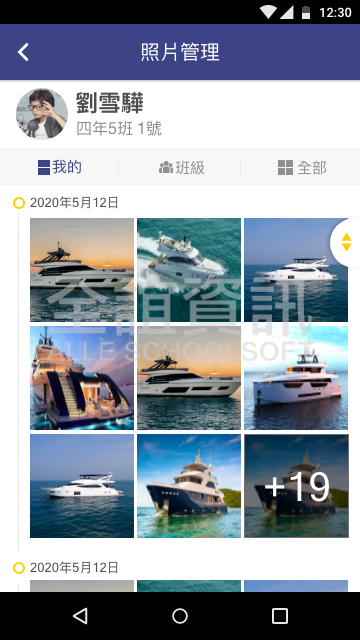 12:30
照片管理
劉雪驊
四年5班 1號
我的
班級
全部
2020年5月12日
全誼資訊
ALLE SCHOOL SOFT
+19
2020年5月12日